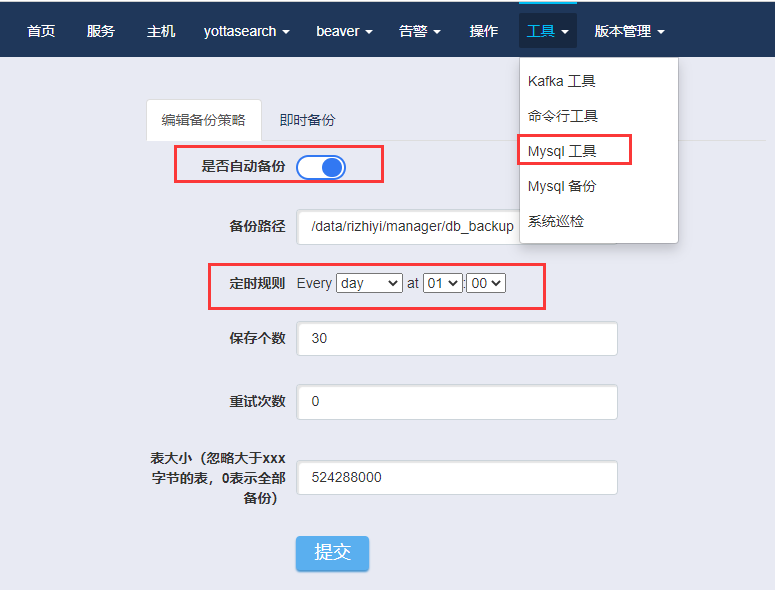 首页 服务 主机 yottasearch beaver 告警 操作 工具 版本管理
Kafka 工具
命令行工具
Mysql 工具
Mysql 备份
系统巡检
编辑备份策略 即时备份
是否自动备份
备份路径 /data/rizhiyi/manager/db_backup
定时规则 Every day at 01 : 00
保存个数 30
重试次数 0
表大小（忽略大于xxx
字节的表，0表示全部
备份） 524288000
提交